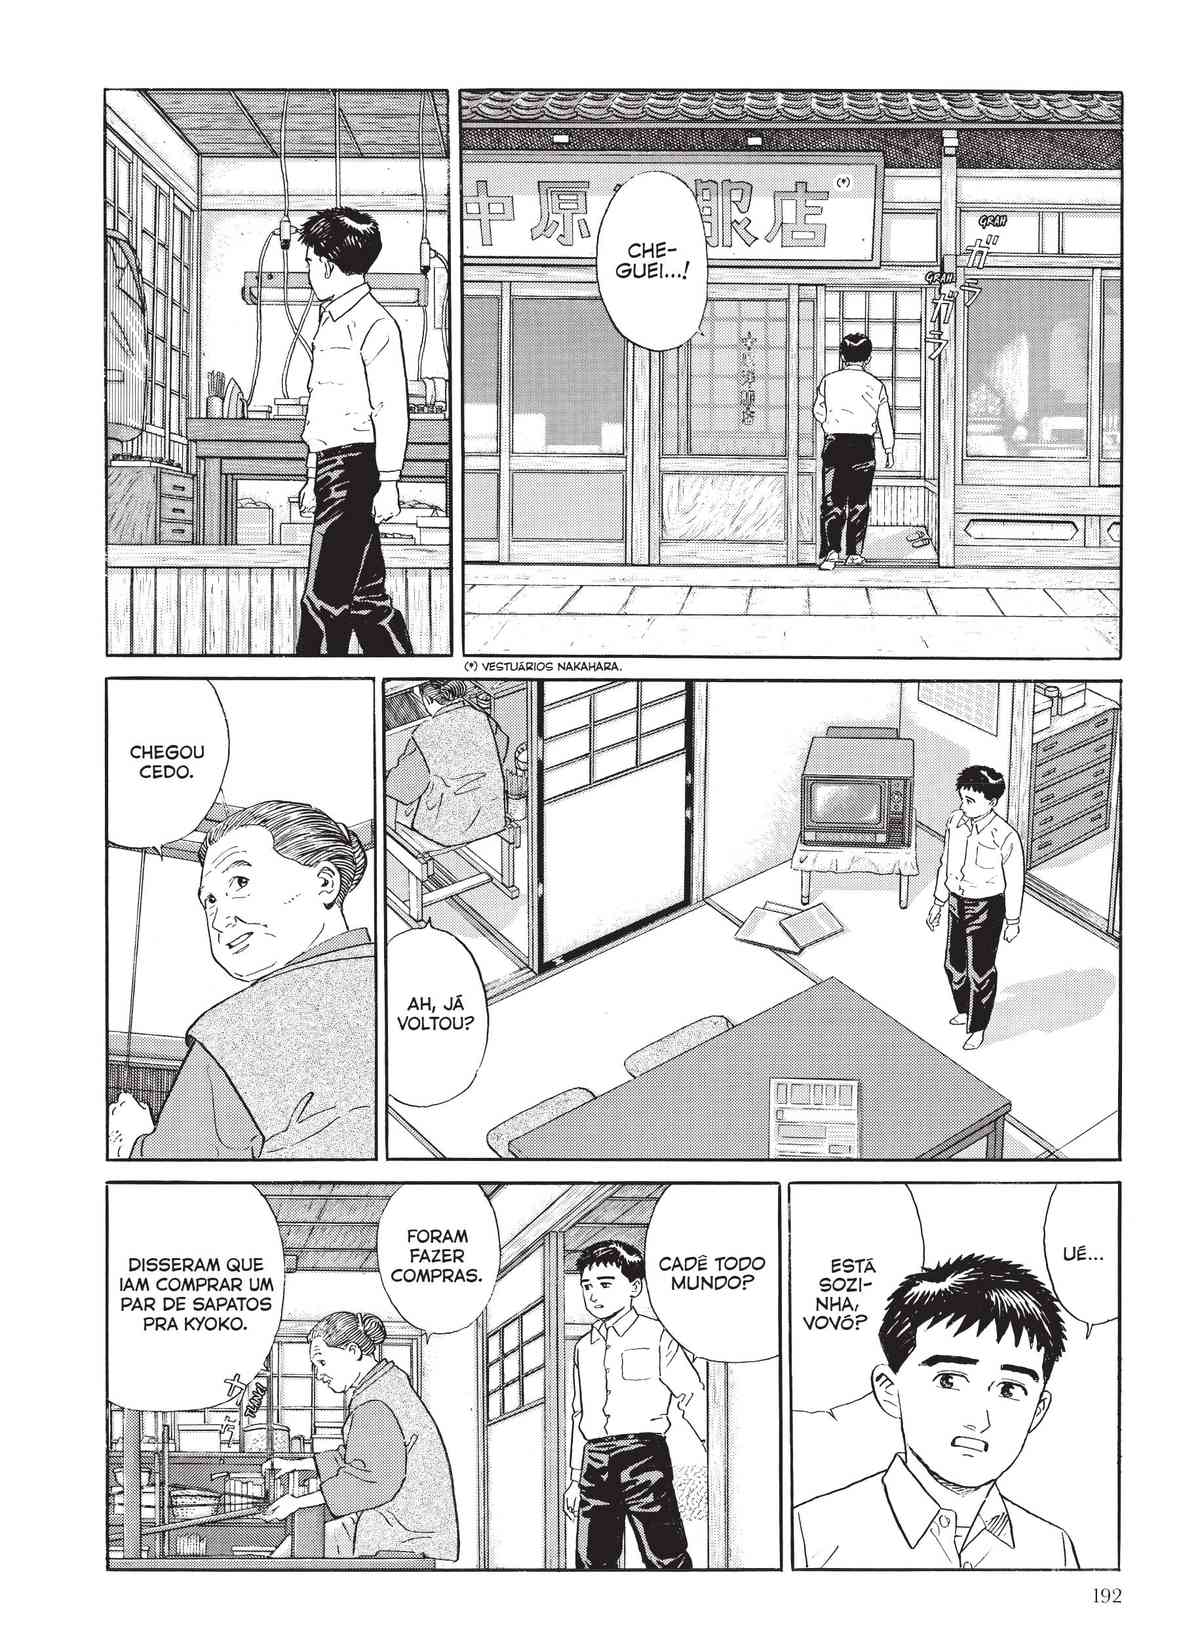 中原
服店
(*)
CHE-
GUEI...!
GRAH
ガラ
GRAH
ガラ
(*) VESTUÁRIOS NAKAHARA.
AH, JÁ
VOLTOU?
CHEGOU
CEDO.
UÉ...
ESTÁ
SOZI-
NHA,
VOVÓ?
CADÊ TODO
MUNDO?
FORAM
FAZER
COMPRAS.
DISSERAM QUE
IAM COMPRAR UM
PAR DE SAPATOS
PRA KYOKO.
192